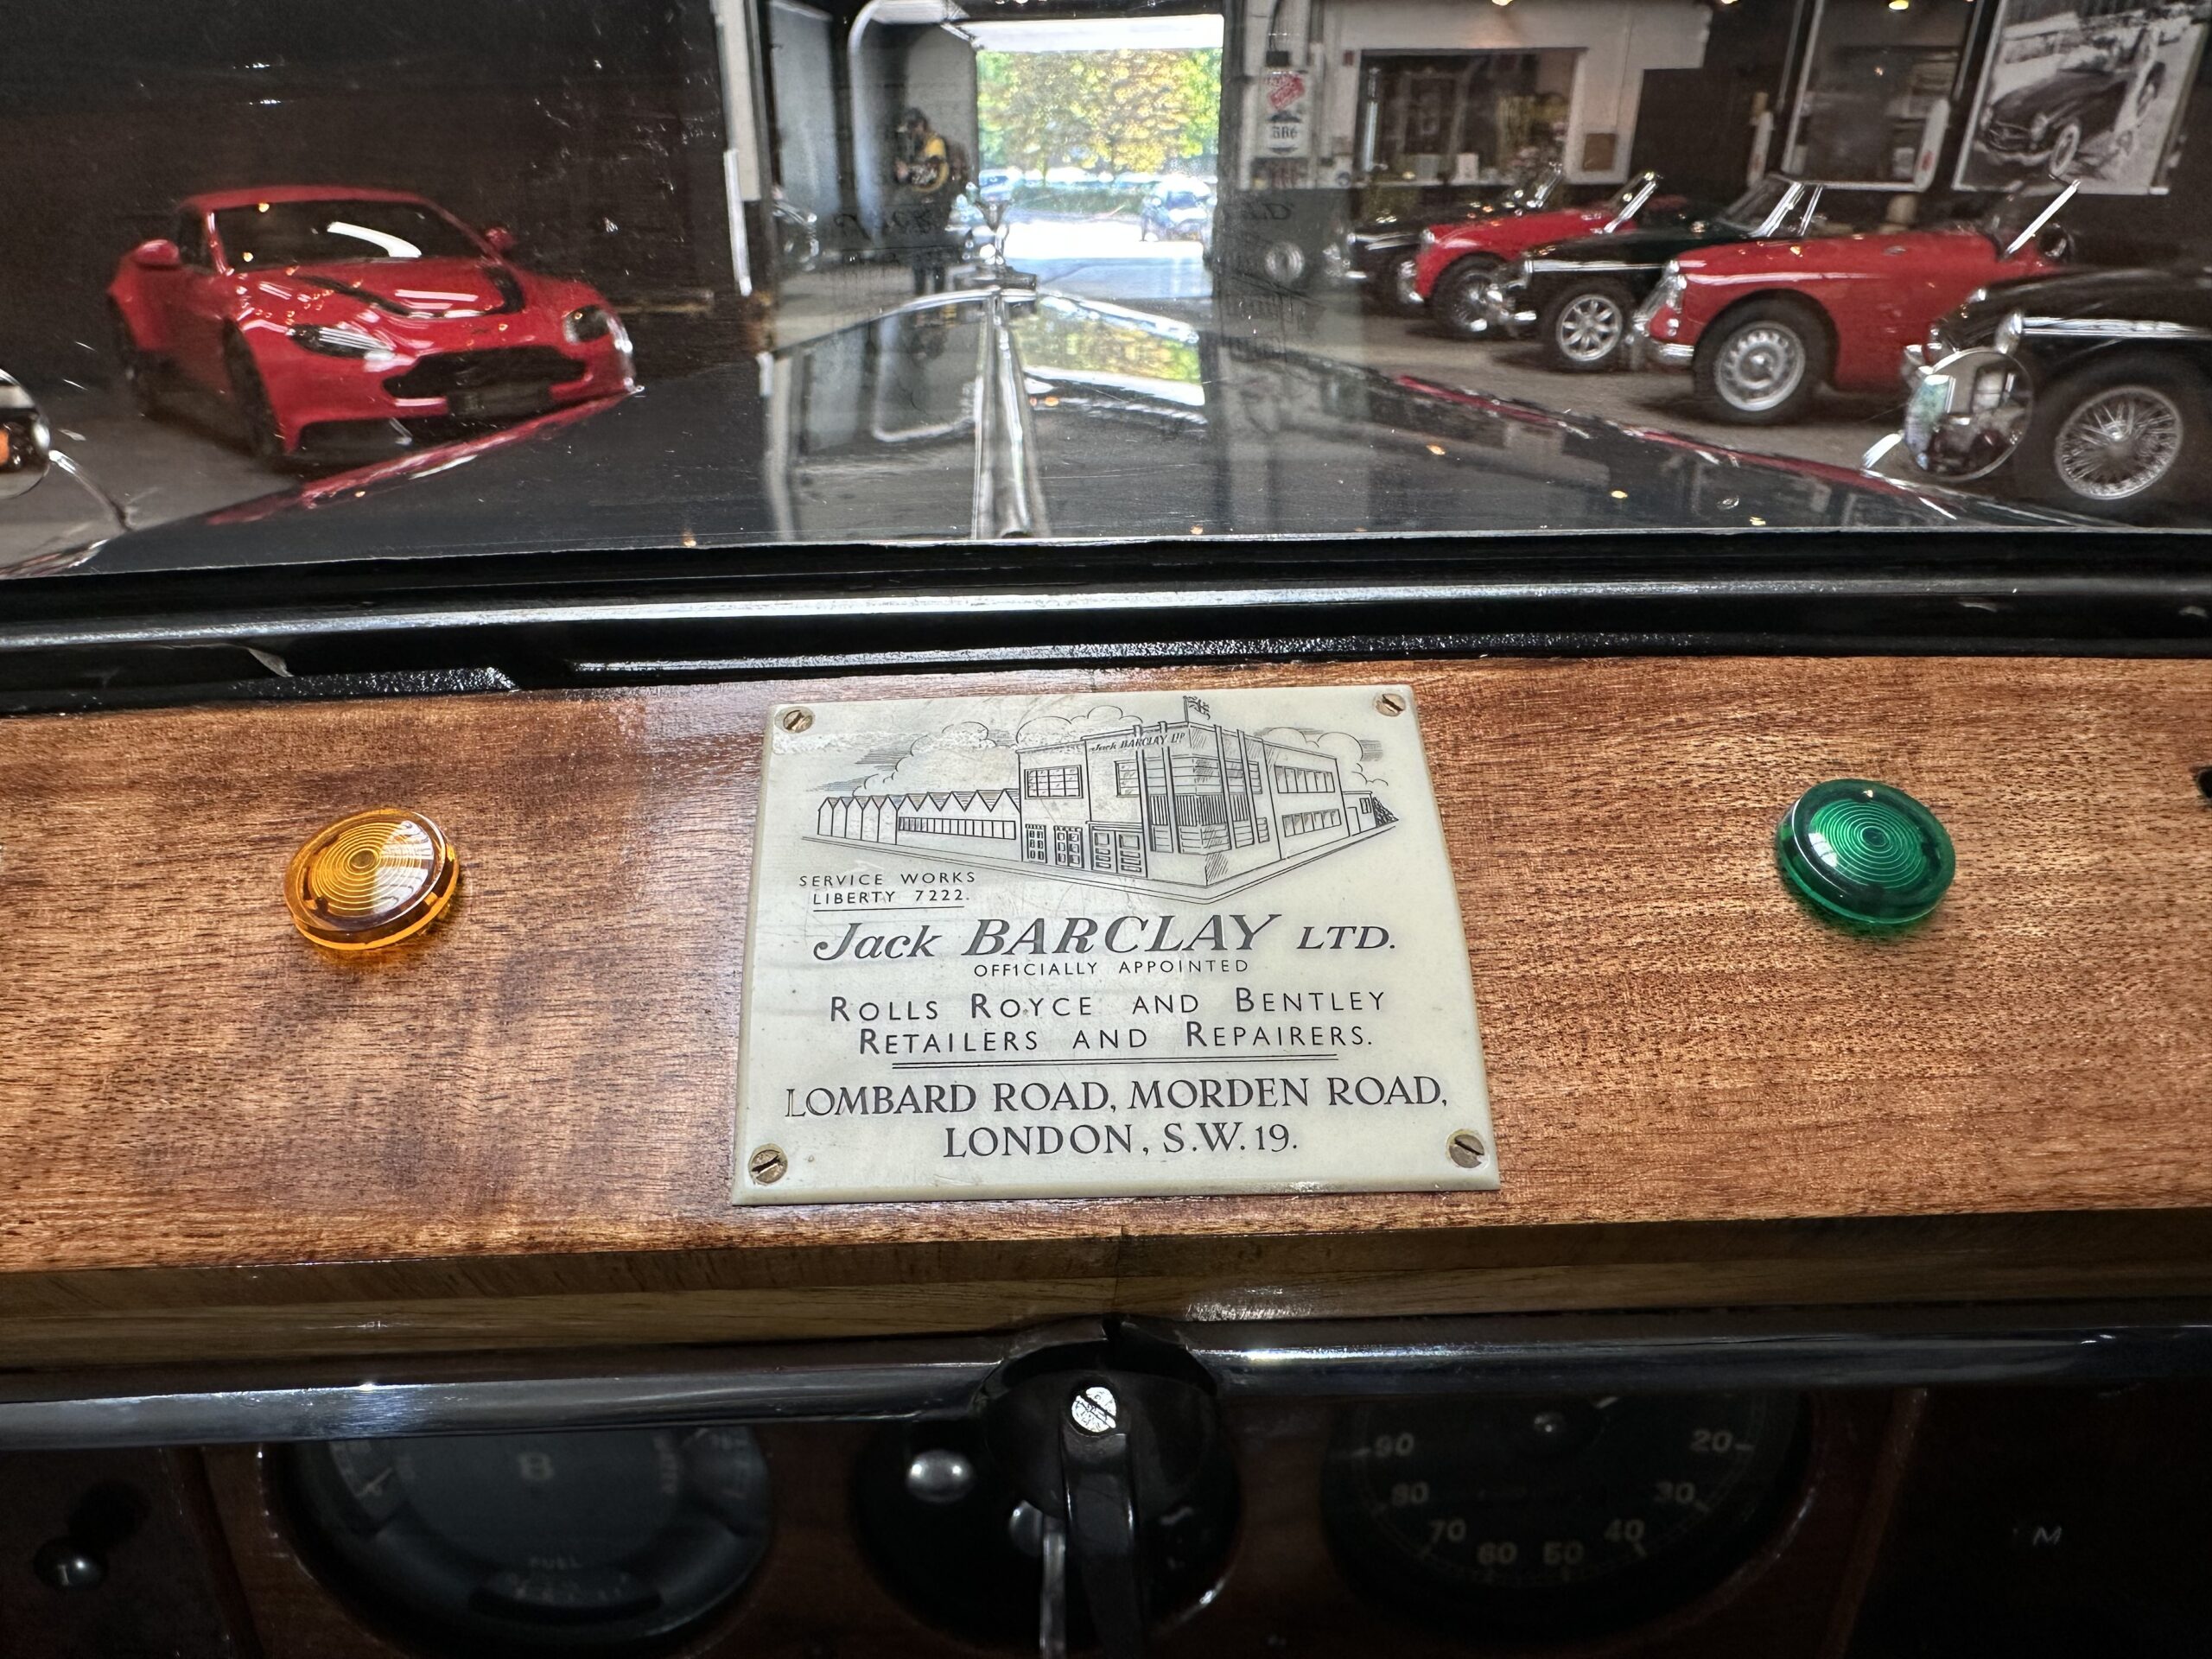 Jack BARCLAY LTD
SERVICE WORKS
LIBERTY 7222.
Jack BARCLAY LTD.
OFFICIALLY APPOINTED
ROLLS ROYCE AND BENTLEY
RETAILERS AND REPAIRERS.
LOMBARD ROAD, MORDEN ROAD,
LONDON, S.W. 19.
B
FUEL
90
80
70
60
50
40
30
20
M